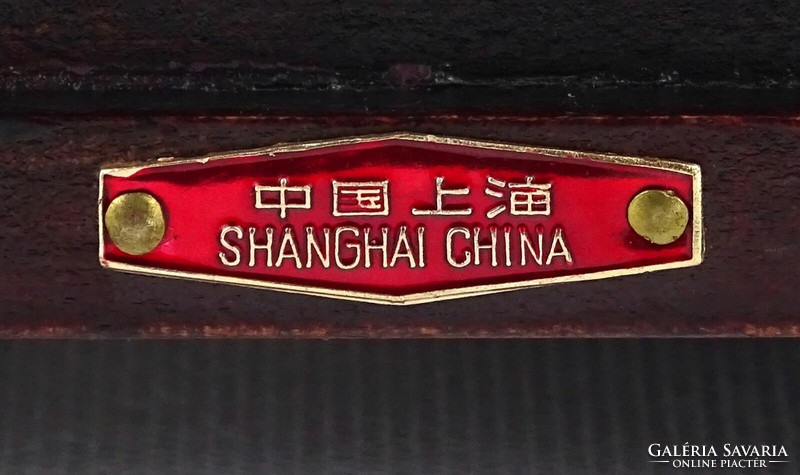 中国上海
SHANGHAI CHINA
GALÉRIA SAVARIA
ONLINE PIACTÉR